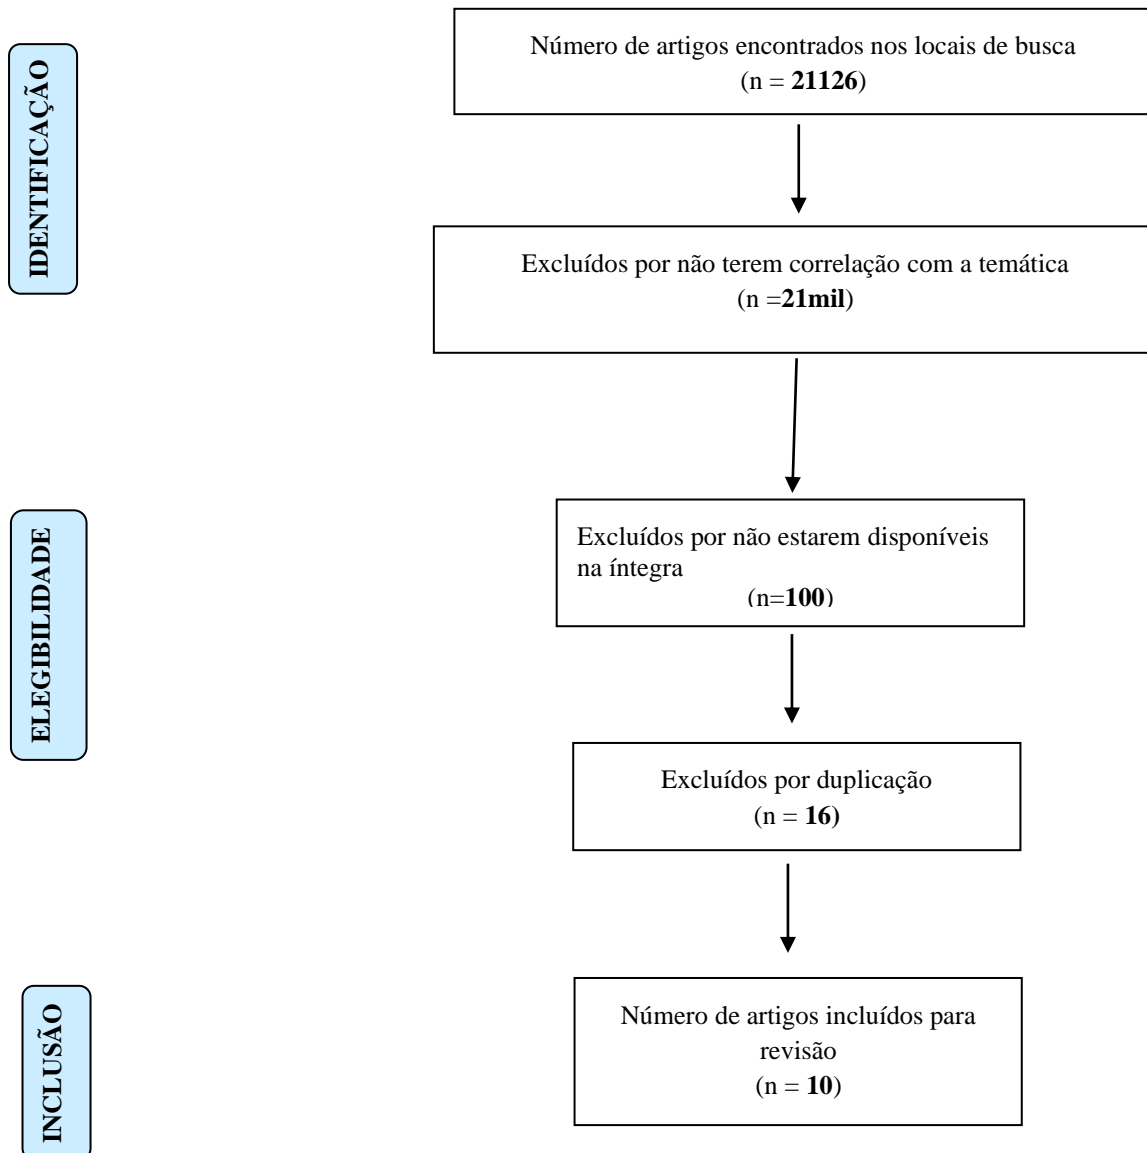 Número de artigos encontrados nos locais de busca
(n = 21126)
IDENTIFICAÇÃO
Excluídos por não terem correlação com a temática
(n =21mil)
ELEGIBILIDADE
Excluídos por não estarem disponíveis
na íntegra
(n=100)
Excluídos por duplicação
(n = 16)
INCLUSÃO
Número de artigos incluídos para
revisão
(n = 10)